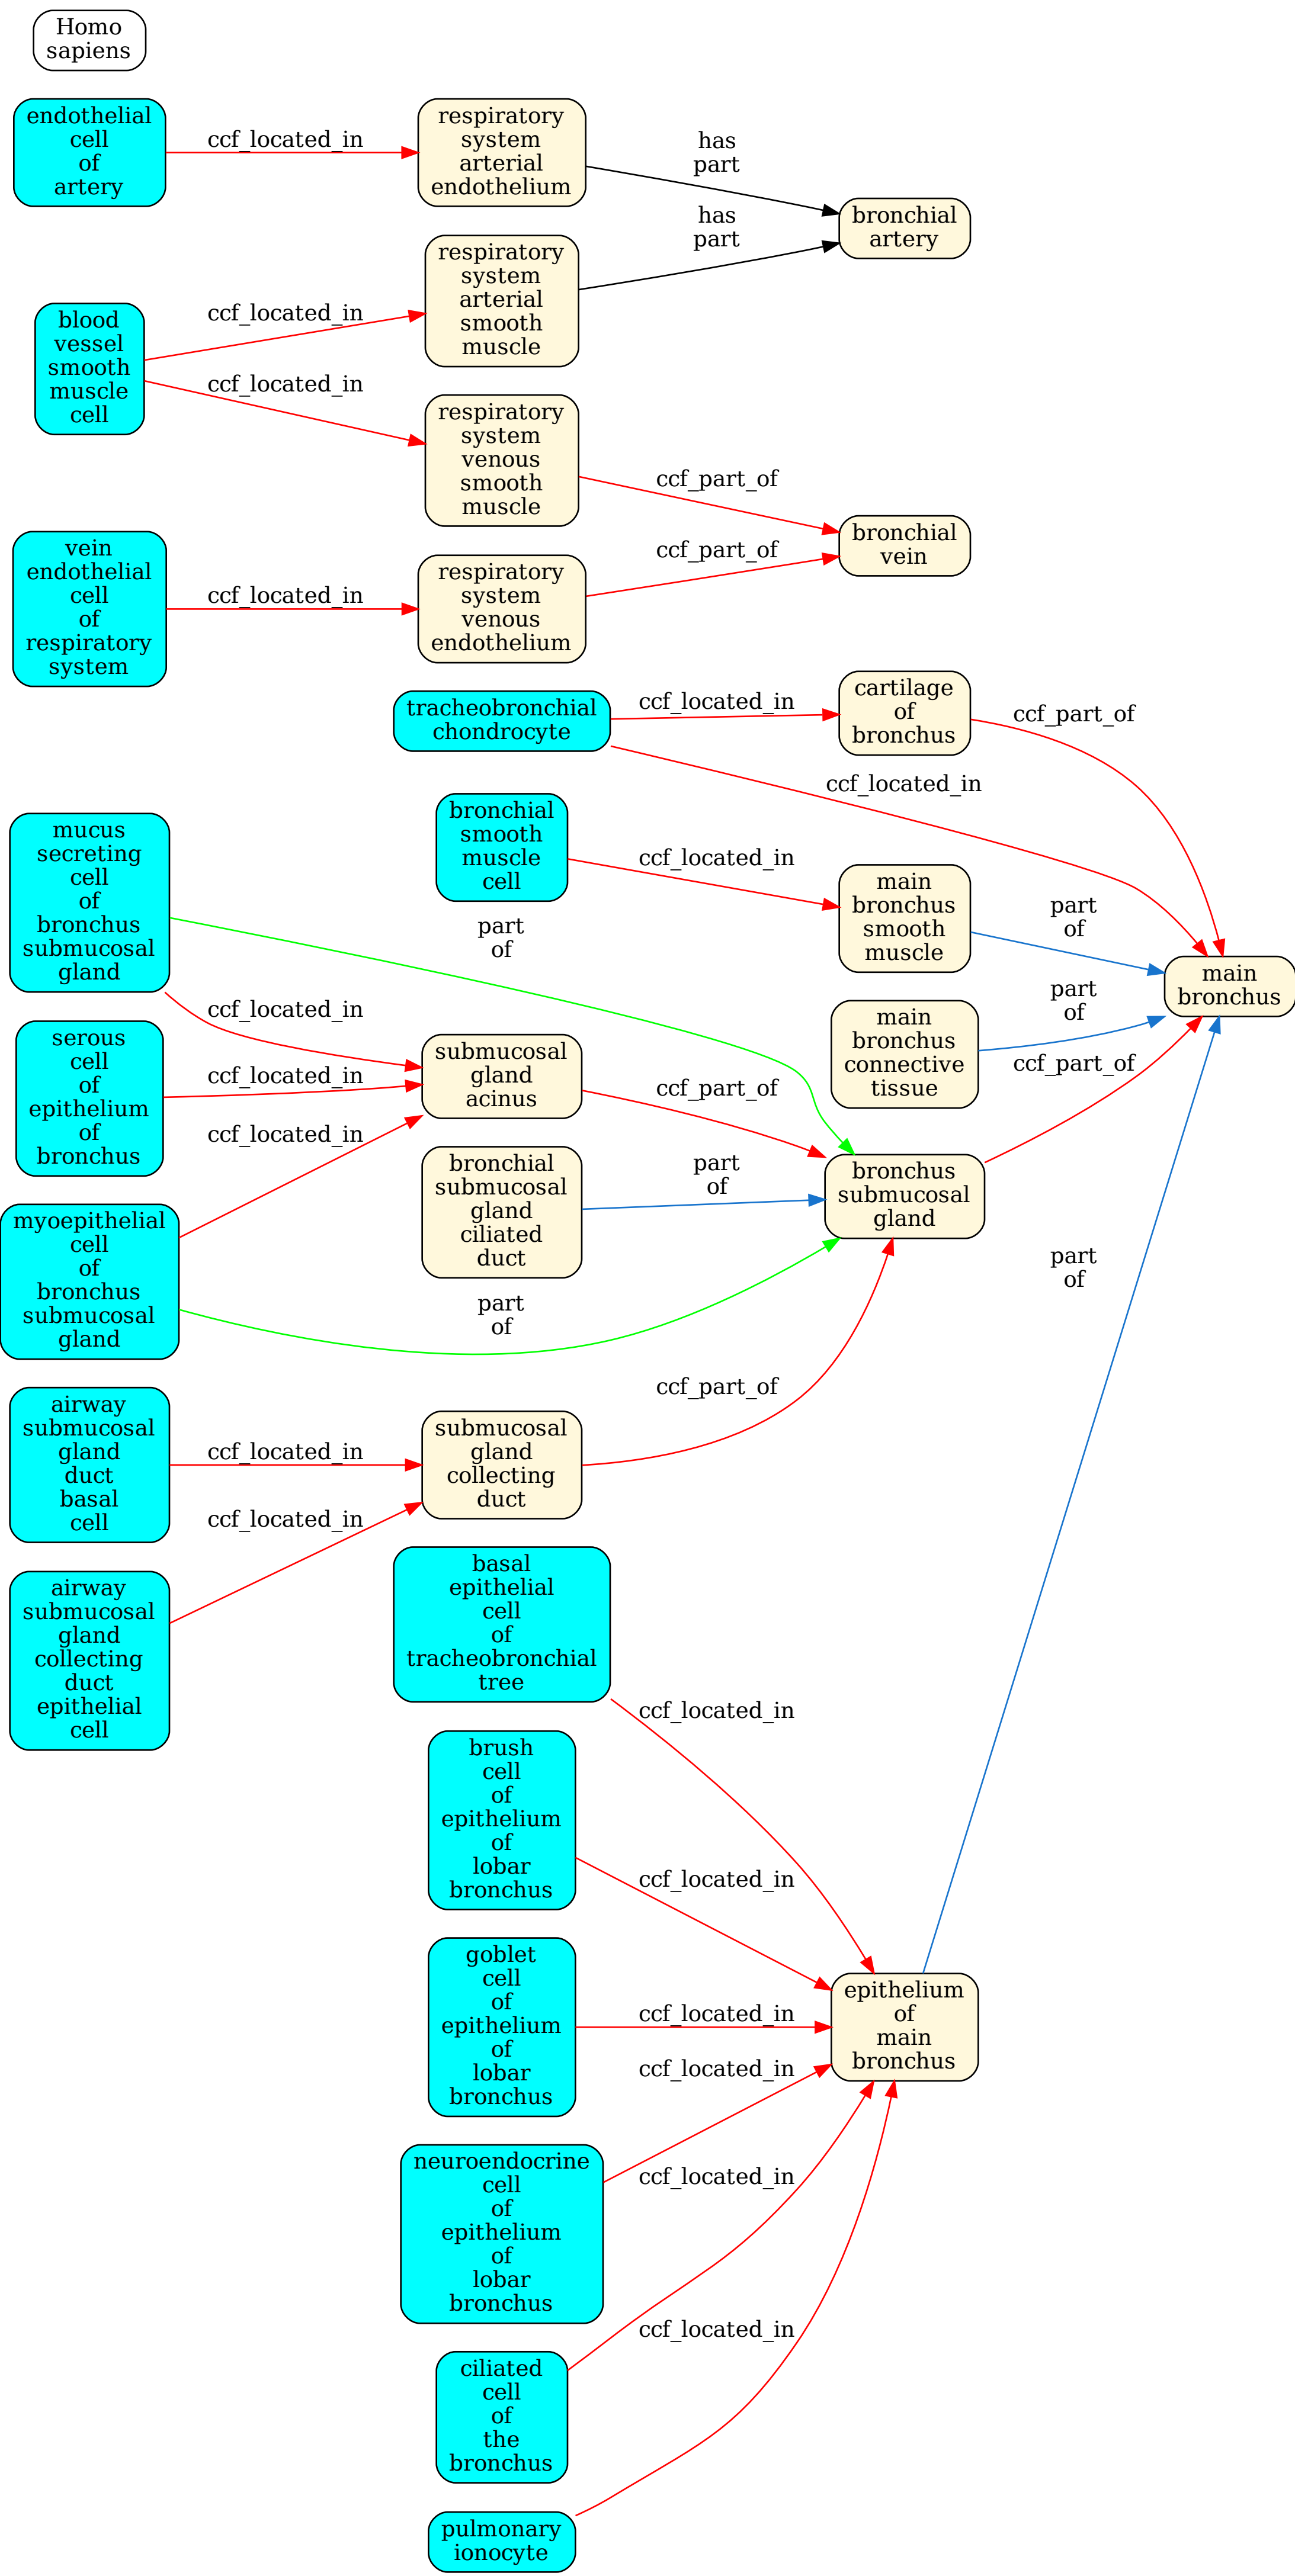 Homo
sapiens
endothelial
cell
of
artery
ccf_located_in
respiratory
system
arterial
endothelium
has
part
bronchial
artery
blood
vessel
smooth
muscle
cell
ccf_located_in
respiratory
system
arterial
smooth
muscle
has
part
ccf_located_in
respiratory
system
venous
smooth
muscle
ccf_part_of
bronchial
vein
vein
endothelial
cell
of
respiratory
system
ccf_located_in
respiratory
system
venous
endothelium
ccf_part_of
tracheobronchial
chondrocyte
ccf_located_in
cartilage
of
bronchus
ccf_part_of
ccf_located_in
bronchial
smooth
muscle
cell
ccf_located_in
main
bronchus
smooth
muscle
part
of
main
bronchus
main
bronchus
connective
tissue
part
of
mucus
secreting
cell
of
bronchus
submucosal
gland
part
of
ccf_located_in
serous
cell
of
epithelium
of
bronchus
ccf_located_in
submucosal
gland
acinus
ccf_part_of
bronchus
submucosal
gland
ccf_part_of
myoepithelial
cell
of
bronchus
submucosal
gland
ccf_located_in
part
of
bronchial
submucosal
gland
ciliated
duct
part
of
airway
submucosal
gland
duct
basal
cell
ccf_located_in
submucosal
gland
collecting
duct
ccf_part_of
airway
submucosal
gland
collecting
duct
epithelial
cell
ccf_located_in
basal
epithelial
cell
of
tracheobronchial
tree
ccf_located_in
brush
cell
of
epithelium
of
lobar
bronchus
ccf_located_in
goblet
cell
of
epithelium
of
lobar
bronchus
ccf_located_in
epithelium
of
main
bronchus
part
of
neuroendocrine
cell
of
epithelium
of
lobar
bronchus
ccf_located_in
ciliated
cell
of
the
bronchus
ccf_located_in
pulmonary
ionocyte
ccf_located_in